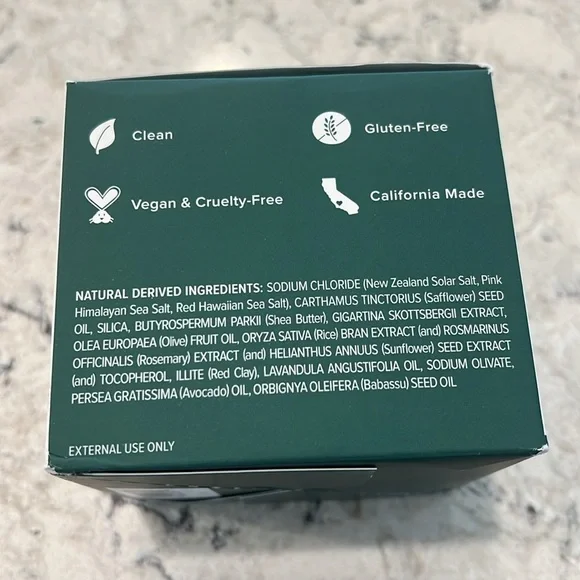 Clean
Gluten-Free
Vegan & Cruelty-Free
California Made
NATURAL DERIVED INGREDIENTS: SODIUM CHLORIDE (New Zealand Solar Salt, Pink
Himalayan Sea Salt, Red Hawaiian Sea Salt), CARTHAMUS TINCTORIUS (Safflower) SEED
OIL, SILICA, BUTYROSPERMUM PARKII (Shea Butter), GIGARTINA SKOTTSBERGII EXTRACT,
OLEA EUROPAEA (Olive) FRUIT OIL, ORYZA SATIVA (Rice) BRAN EXTRACT (and) ROSMARINUS
OFFICINALIS (Rosemary) EXTRACT (and) HELIANTHUS ANNUUS (Sunflower) SEED EXTRACT
(and) TOCOPHEROL, ILLITE (Red Clay), LAVANDULA ANGUSTIFOLIA OIL, SODIUM OLIVATE,
PERSEA GRATISSIMA (Avocado) OIL, ORBIGNYA OLEIFERA (Babassu) SEED OIL
EXTERNAL USE ONLY